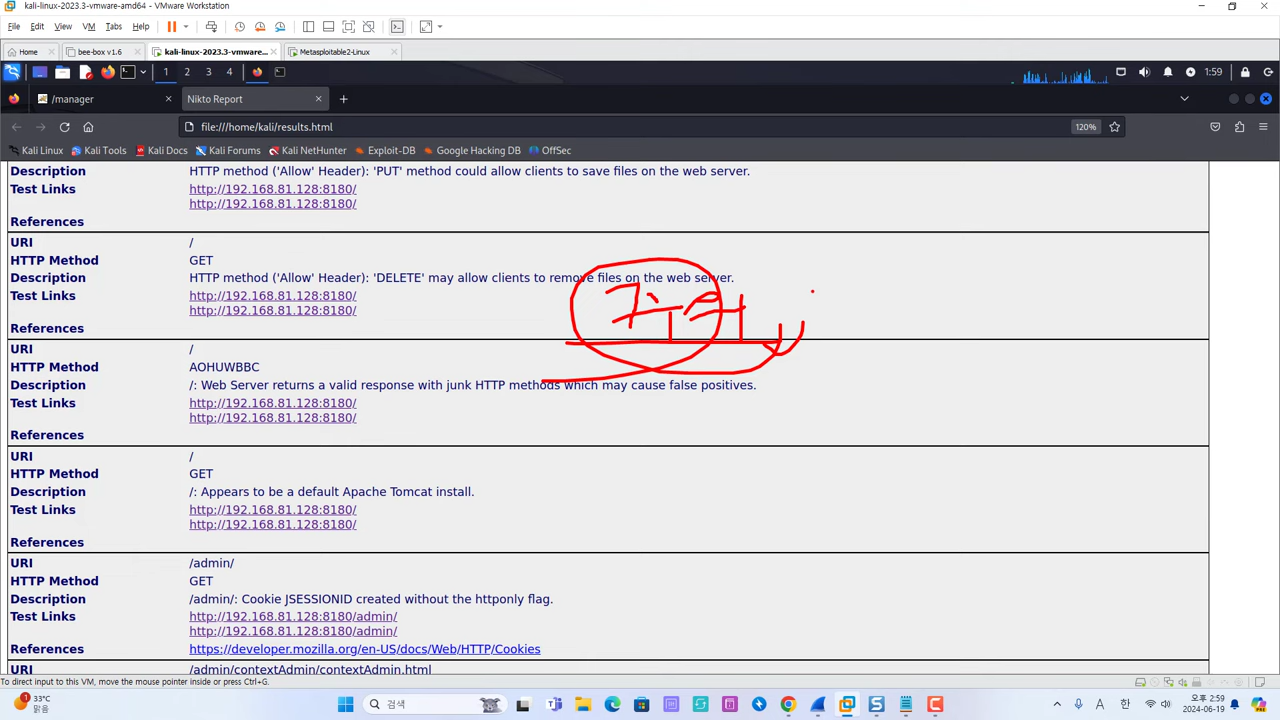 kali-linux-2023.3-vmware-amd64 - VMware Workstation
File Edit View VM Tabs Help
Home bee-box v1.6 kali-linux-2023.3-vmware... Metasploitable2-Linux
1 2 3 4 1:59
/manager Nikto Report
file:///home/kali/results.html 120%
Kali Linux Kali Tools Kali Docs Kali Forums Kali NetHunter Exploit-DB Google Hacking DB OffSec
Description HTTP method ('Allow' Header): 'PUT' method could allow clients to save files on the web server.
Test Links http://192.168.81.128:8180/
http://192.168.81.128:8180/
References
URI /
HTTP Method GET
Description HTTP method ('Allow' Header): 'DELETE' may allow clients to remove files on the web server.
Test Links http://192.168.81.128:8180/
http://192.168.81.128:8180/
References
URI /
HTTP Method AOHUWBBC
Description /: Web Server returns a valid response with junk HTTP methods which may cause false positives.
Test Links http://192.168.81.128:8180/
http://192.168.81.128:8180/
References
URI /
HTTP Method GET
Description /: Appears to be a default Apache Tomcat install.
Test Links http://192.168.81.128:8180/
http://192.168.81.128:8180/
References
URI /admin/
HTTP Method GET
Description /admin/: Cookie JSESSIONID created without the httponly flag.
Test Links http://192.168.81.128:8180/admin/
http://192.168.81.128:8180/admin/
References https://developer.mozilla.org/en-US/docs/Web/HTTP/Cookies
URI /admin/contextAdmin/contextAdmin.html
To direct input to this VM, move the mouse pointer inside or press Ctrl+G.
33°C
맑음
검색
A 한
오후 2:59
2024-06-19